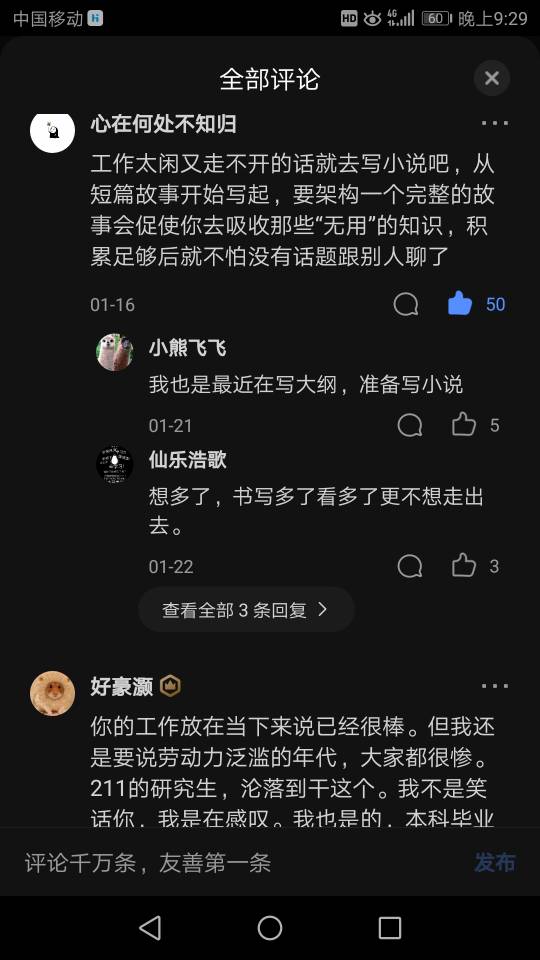 中国移动
HD 4G 60 晚上9:29
全部评论
心在何处不知归
工作太闲又走不开的话就去写小说吧，从
短篇故事开始写起，要架构一个完整的故
事会促使你去吸收那些“无用”的知识，积
累足够后就不怕没有话题跟别人聊了
01-16
50
小熊飞飞
我也是最近在写大纲，准备写小说
01-21
5
仙乐浩歌
想多了，书写多了看多了更不想走出
去。
01-22
3
查看全部 3 条回复
好豪灏
你的工作放在当下来说已经很棒。但我还
是要说劳动力泛滥的年代，大家都很惨。
211的研究生，沦落到干这个。我不是笑
话你，我是在感叹。我也是的，本科毕业
评论千万条，友善第一条
发布